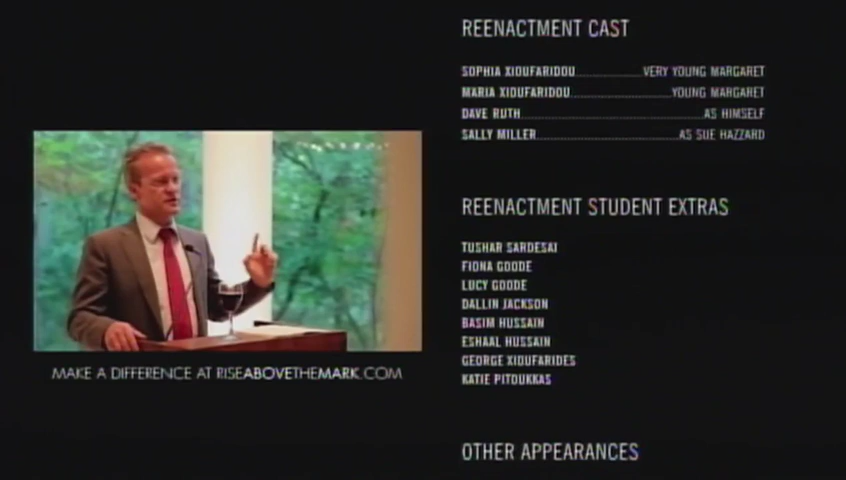 REENACTMENT CAST
SOPHIA XIOUFARIDOU VERY YOUNG MARGARET
MARIA XIOUFARIDOU YOUNG MARGARET
DAVE RUTH AS HIMSELF
SALLY MILLER AS SUE HAZZARD
REENACTMENT STUDENT EXTRAS
TUSHAR SARDESAI
FIONA GOODE
LUCY GOODE
DALLIN JACKSON
BASIM HUSSAIN
ESHAAL HUSSAIN
GEORGE XIOUFARIDES
KATIE PITOUKKAS
MAKE A DIFFERENCE AT RISEABOVETHEMARK.COM
OTHER APPEARANCES